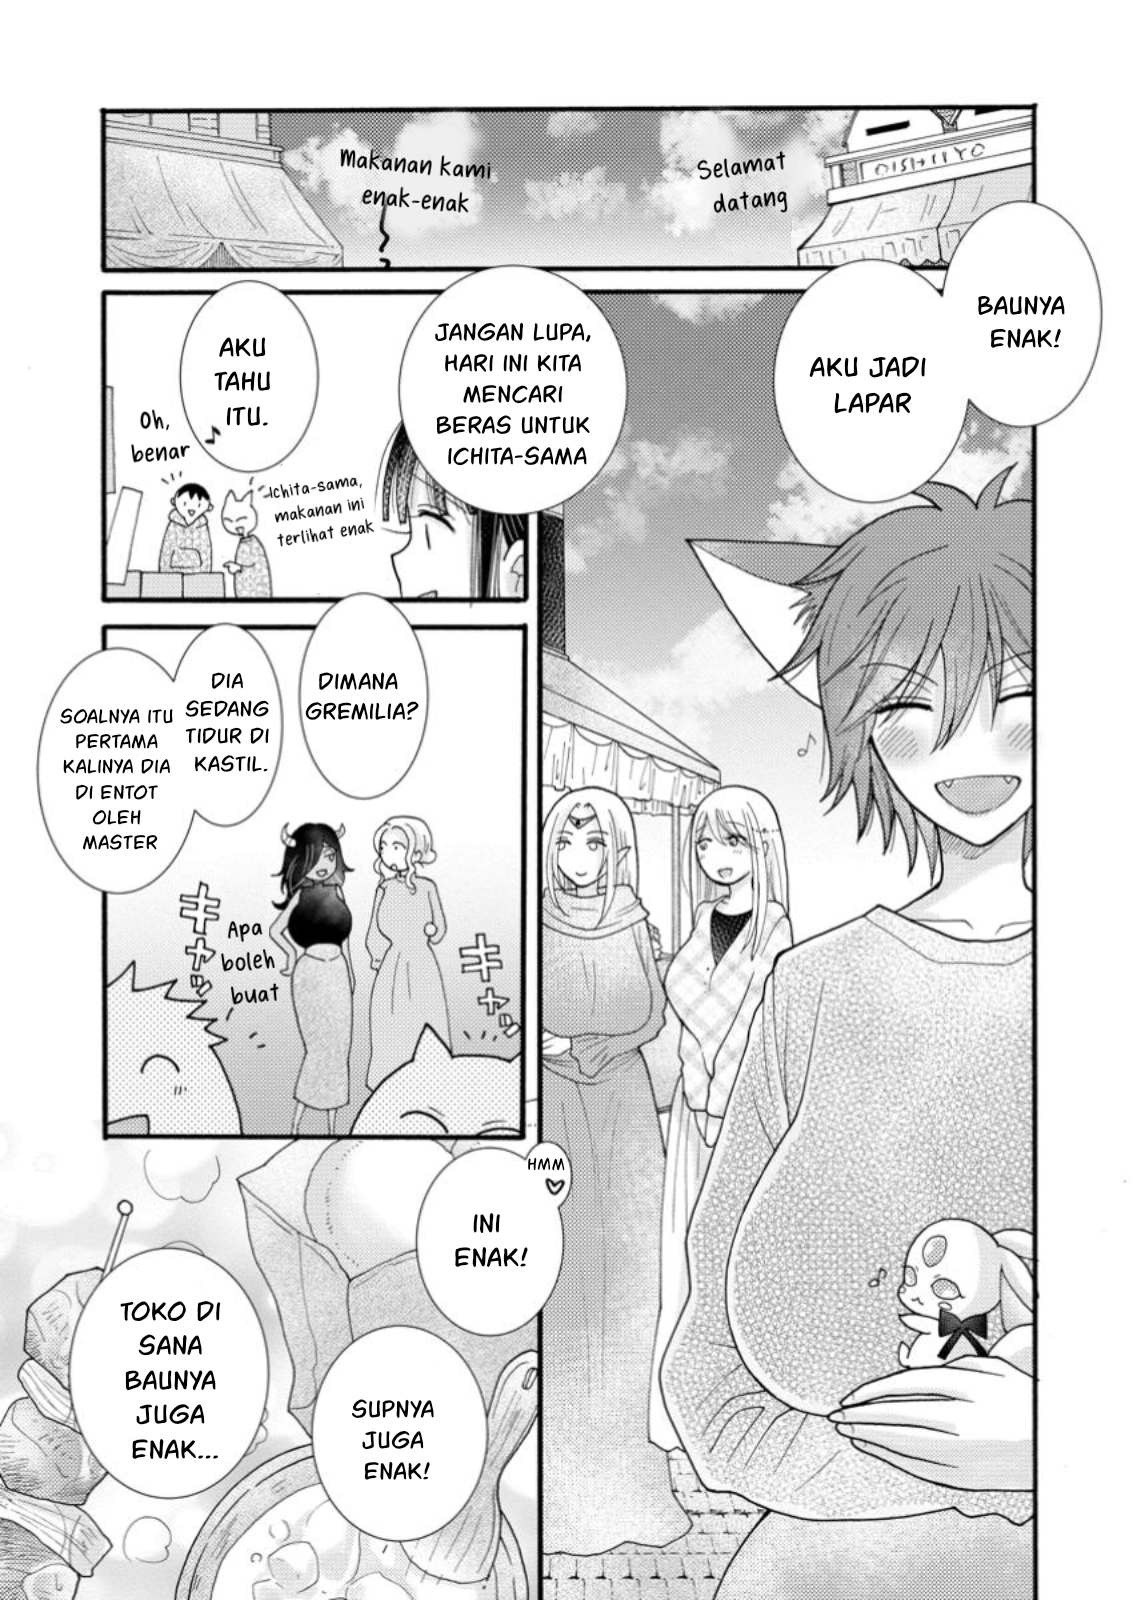 Makanan kami
enak-enak
Selamat
datang
OISHIIYO
BAUNYA
ENAK!
AKU JADI
LAPAR
JANGAN LUPA,
HARI INI KITA
MENCARI
BERAS UNTUK
ICHITA-SAMA
AKU
TAHU
ITU.
Oh,
benar
Ichita-sama,
makanan ini
terlihat enak
DIMANA
GREMILIA?
DIA
SEDANG
TIDUR DI
KASTIL.
SOALNYA ITU
PERTAMA
KALINYA DIA
DI ENTOT
OLEH
MASTER
キャッ
キャッ
Apa
boleh
buat
HMM
INI
ENAK!
TOKO DI
SANA
BAUNYA
JUGA
ENAK...
SUPNYA
JUGA
ENAK!